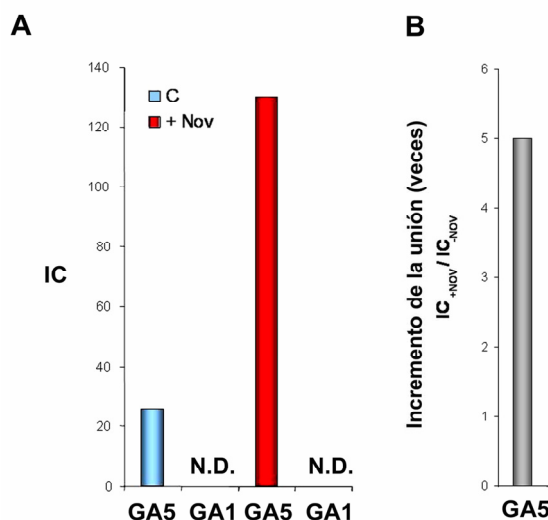 A
140
120
100
80
60
40
20
0
IC
C
+ Nov
N.D.
N.D.
GA5 GA1 GA5 GA1
B
Incremento de la unión (veces)
IC+NOV / IC-NOV
6
5
4
3
2
1
0
GA5